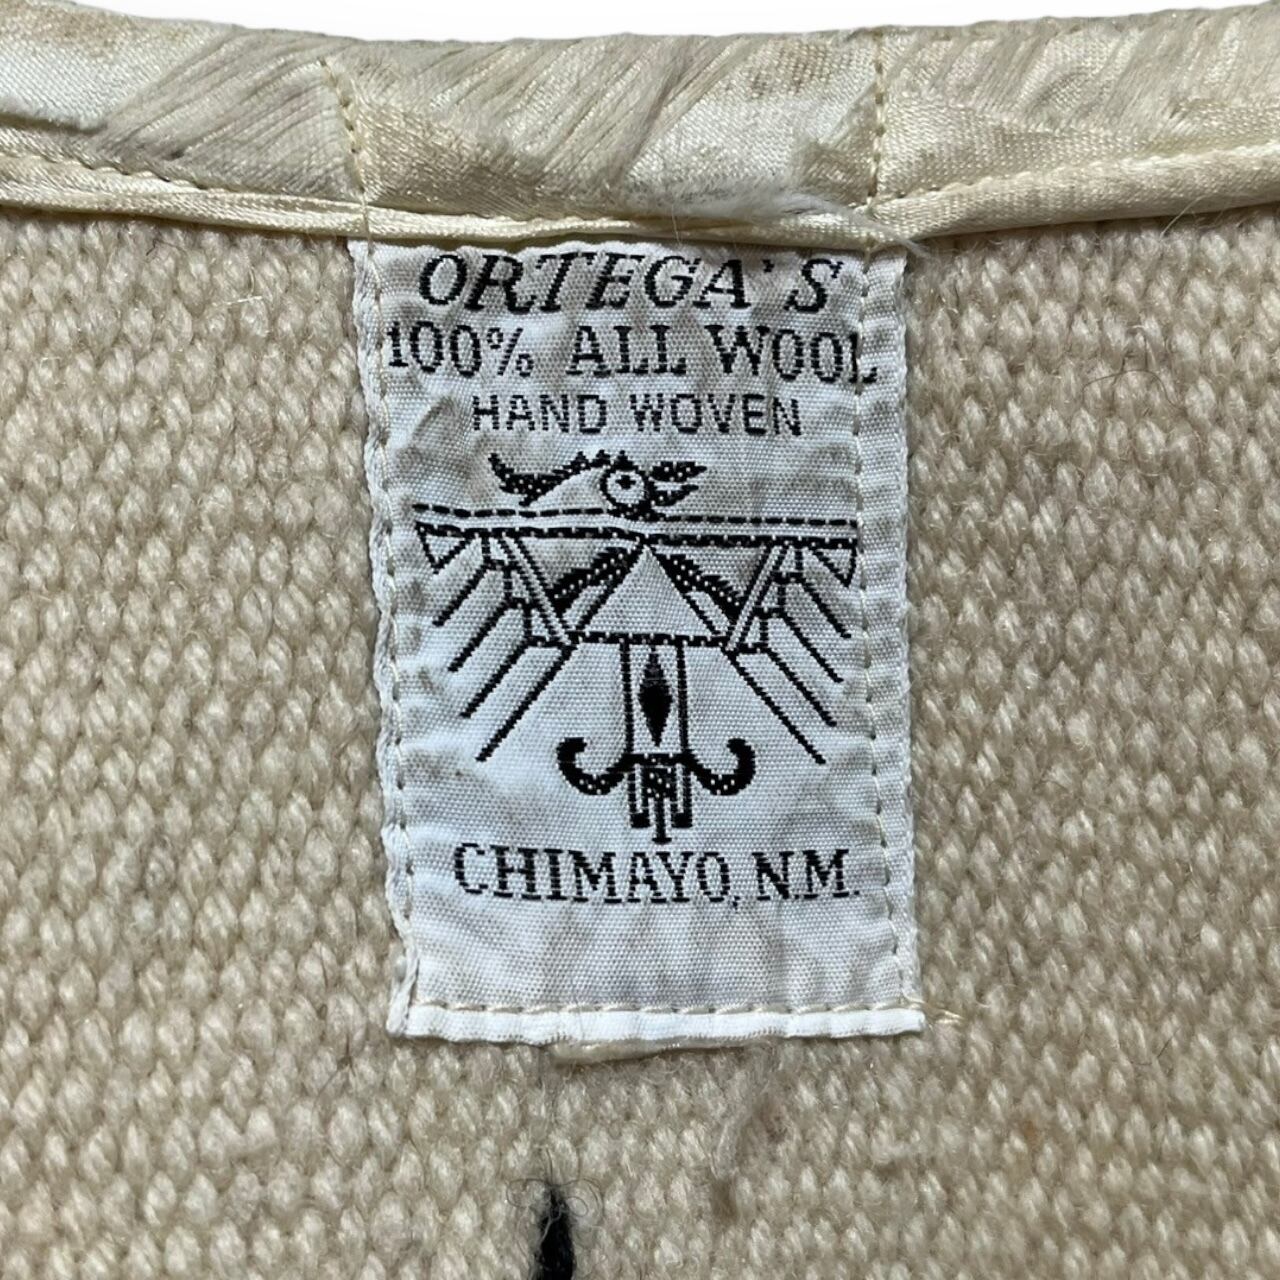 ORTEGA'S
100% ALL WOOL
HAND WOVEN
CHIMAYO, N.M.